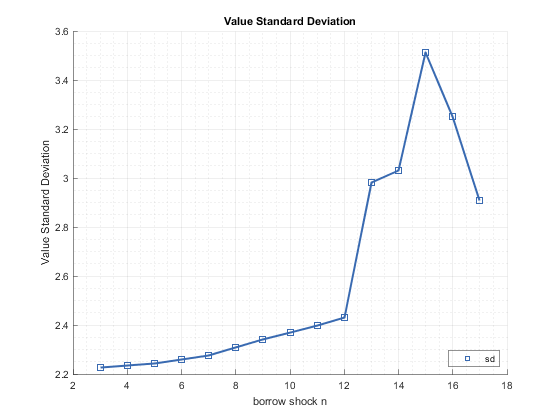 Value Standard Deviation
3.6
3.4
3.2
3
2.8
2.6
2.4
2.2
Value Standard Deviation
2 4 6 8 10 12 14 16 18
borrow shock n
sd